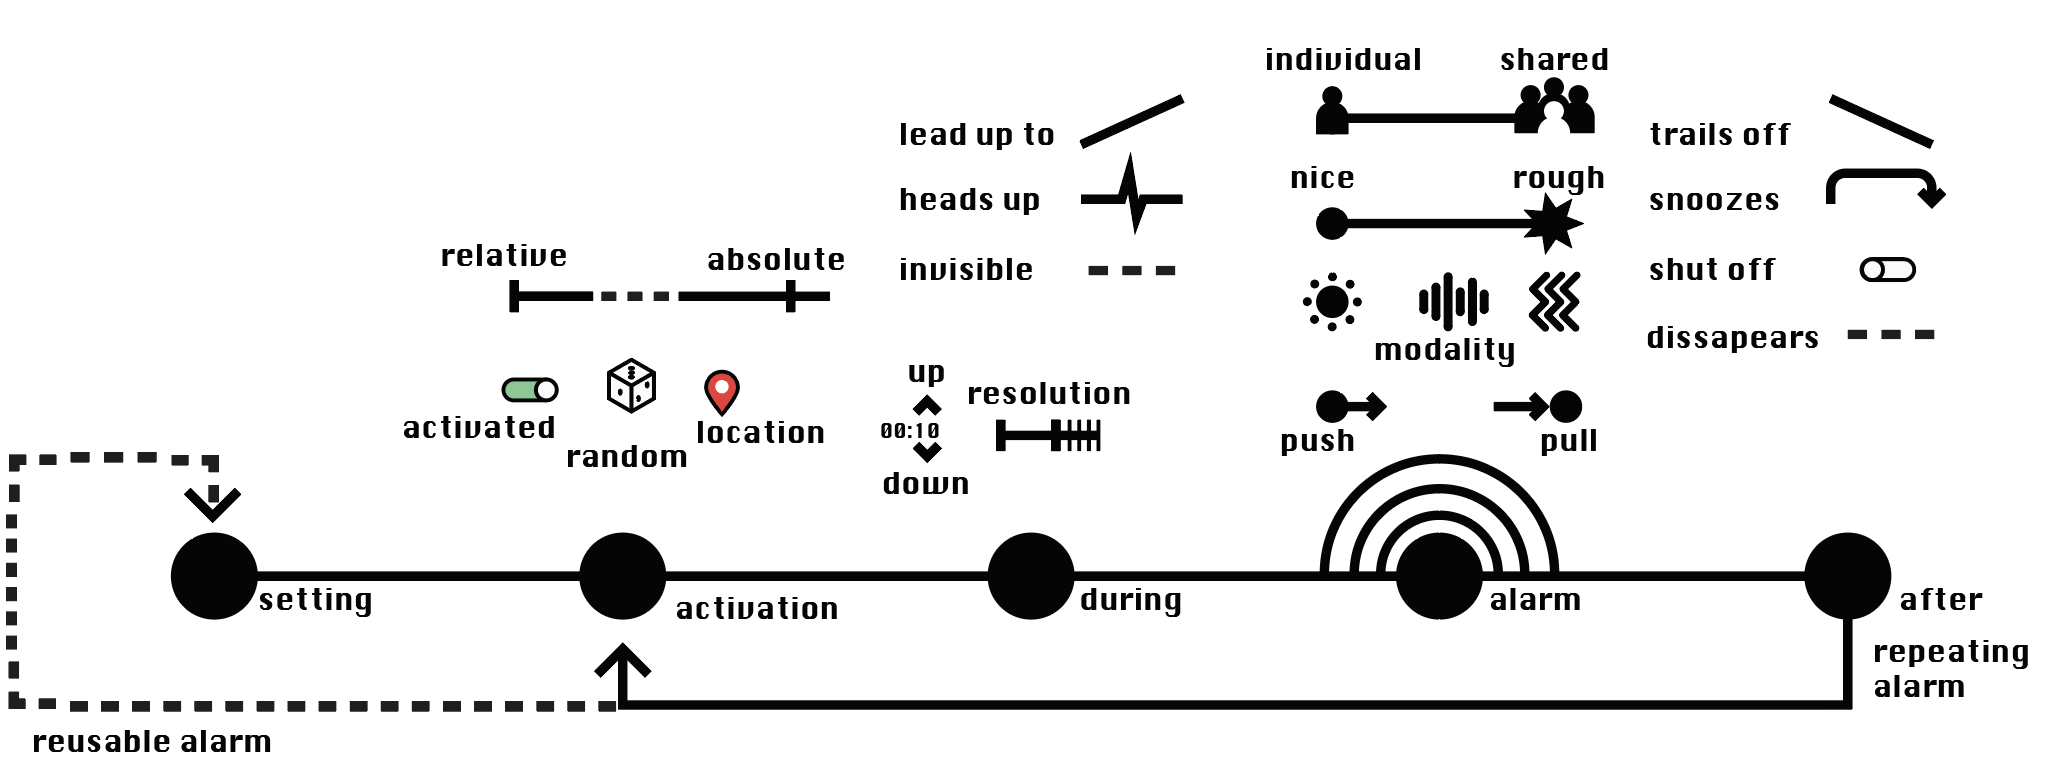 individual
shared
lead up to
heads up
invisible
nice
rough
modality
push
pull
trails off
snoozes
shut off
dissapears
relative
absolute
activated
random
location
up
00:10
down
resolution
setting
activation
during
alarm
after
repeating
alarm
reusable alarm